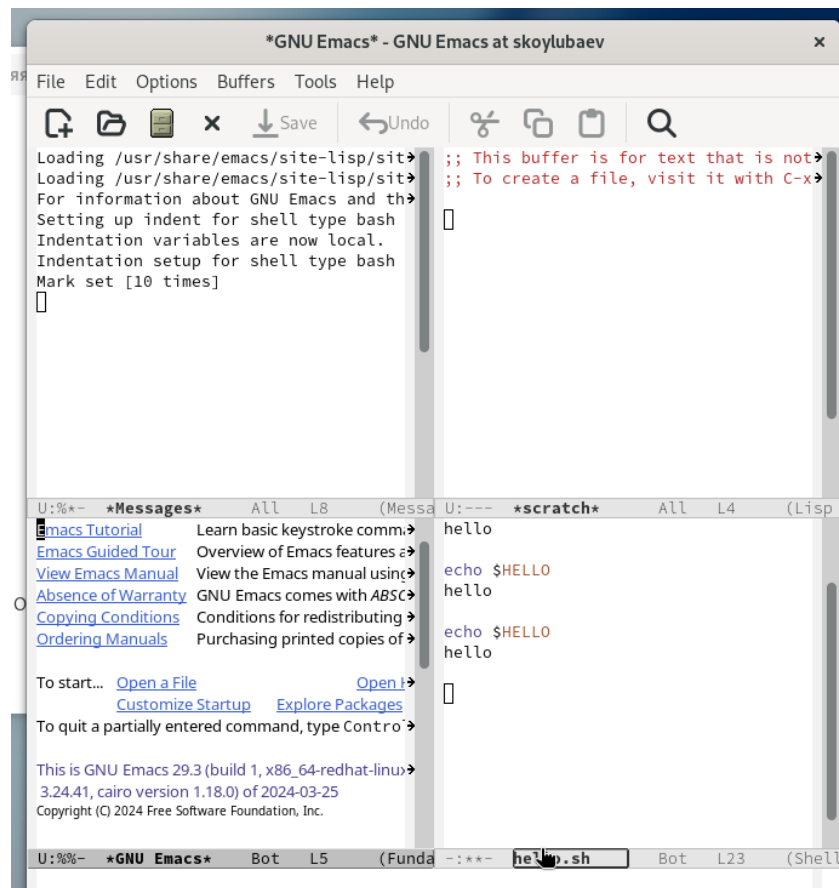 яя
*GNU Emacs* - GNU Emacs at skoylubaev
File Edit Options Buffers Tools Help
Save Undo
Loading /usr/share/emacs/site-lisp/sit
Loading /usr/share/emacs/site-lisp/sit
For information about GNU Emacs and th
Setting up indent for shell type bash
Indentation variables are now local.
Indentation setup for shell type bash
Mark set [10 times]
U:%*- *Messages* All L8 (Messa
;; This buffer is for text that is not
;; To create a file, visit it with C-x
U:--- *scratch* All L4 (Lisp
Emacs Tutorial Learn basic keystroke comm
Emacs Guided Tour Overview of Emacs features a
View Emacs Manual View the Emacs manual using
Absence of Warranty GNU Emacs comes with ABSO
Copying Conditions Conditions for redistributing
Ordering Manuals Purchasing printed copies of
To start... Open a File Open H
Customize Startup Explore Packages
To quit a partially entered command, type Contro
This is GNU Emacs 29.3 (build 1, x86_64-redhat-linux
3.24.41, cairo version 1.18.0) of 2024-03-25
Copyright (C) 2024 Free Software Foundation, Inc.
U:%%- *GNU Emacs* Bot L5 (Funda
hello
echo $HELLO
hello
echo $HELLO
hello
-:**- hello.sh Bot L23 (Shell
О